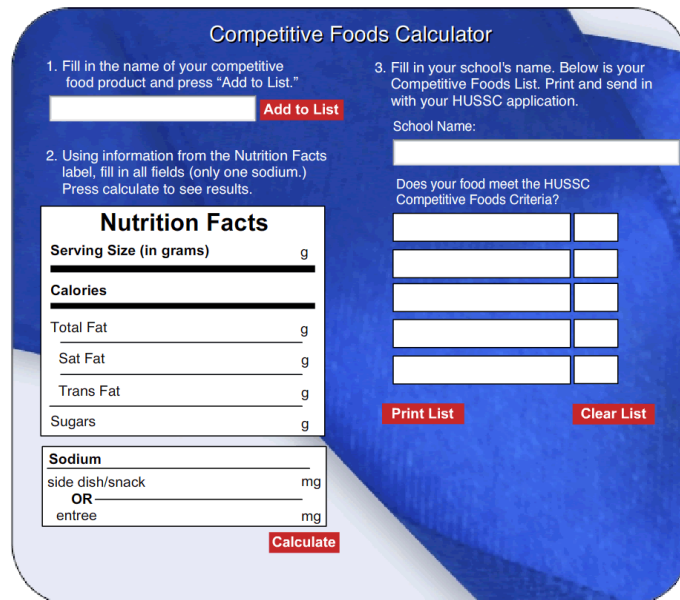 Competitive Foods Calculator
1. Fill in the name of your competitive
food product and press “Add to List.”
Add to List
2. Using information from the Nutrition Facts
label, fill in all fields (only one sodium.)
Press calculate to see results.
Nutrition Facts
Serving Size (in grams) g
Calories
Total Fat g
Sat Fat g
Trans Fat g
Sugars g
Sodium
side dish/snack mg
OR
entree mg
Calculate
3. Fill in your school's name. Below is your
Competitive Foods List. Print and send in
with your HUSSC application.
School Name:
Does your food meet the HUSSC
Competitive Foods Criteria?
Print List Clear List